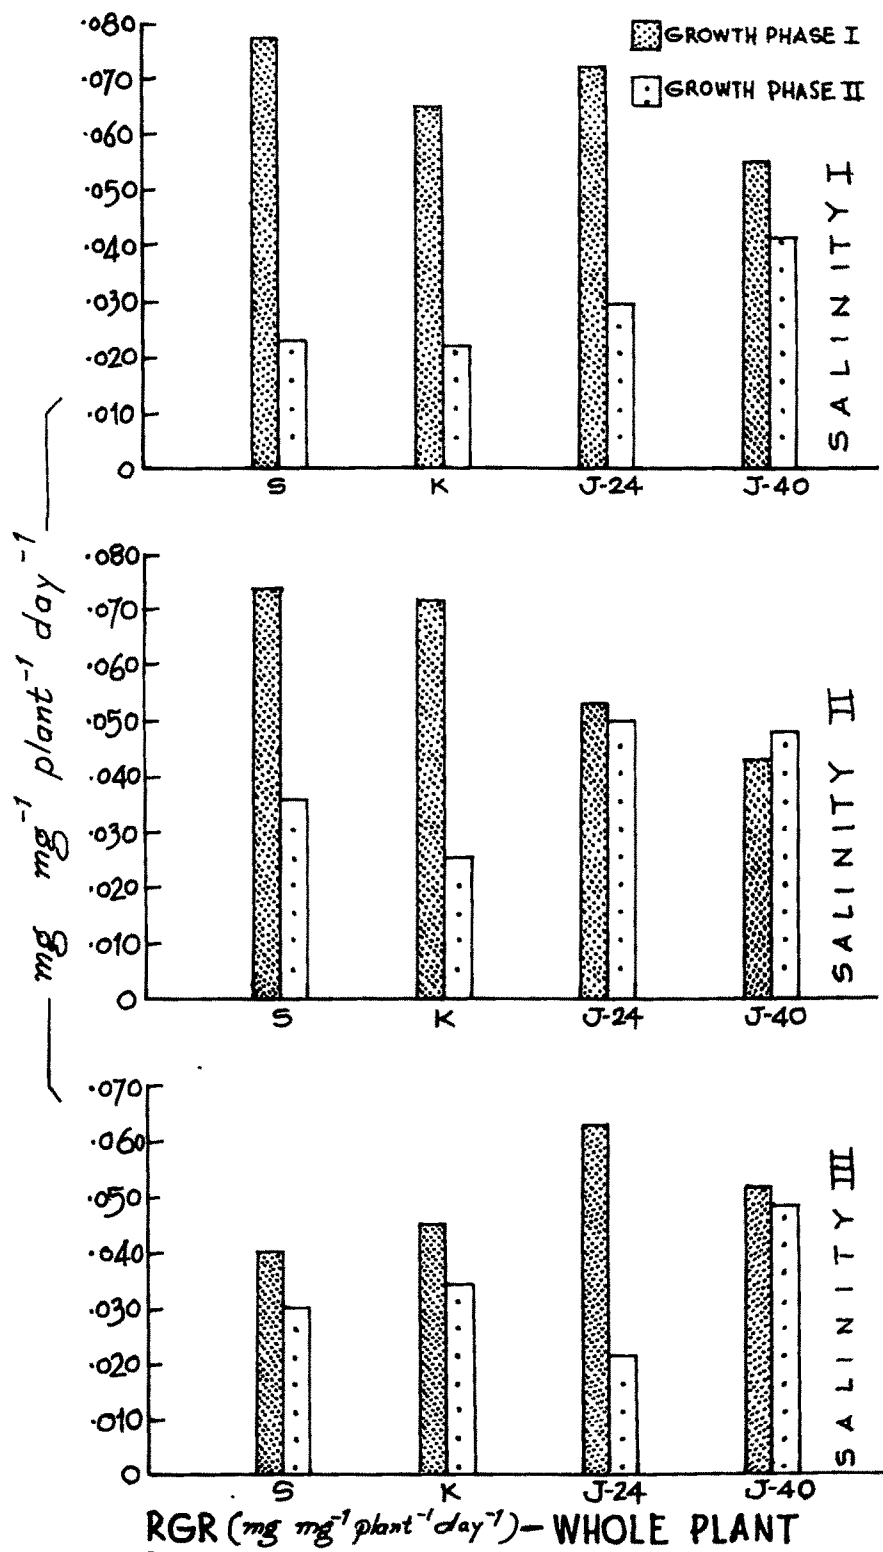 ·080
·070
·060
·050
·040
·030
·020
·010
0
GROWTH PHASE I
GROWTH PHASE II
SALINITY I
S K J-24 J-40
mg mg⁻¹ plant⁻¹ day⁻¹
·080
·070
·060
·050
·040
·030
·020
·010
0
SALINITY II
S K J-24 J-40
·070
·060
·050
·040
·030
·020
·010
0
SALINITY III
S K J-24 J-40
RGR (mg mg⁻¹ plant⁻¹ day⁻¹) — WHOLE PLANT